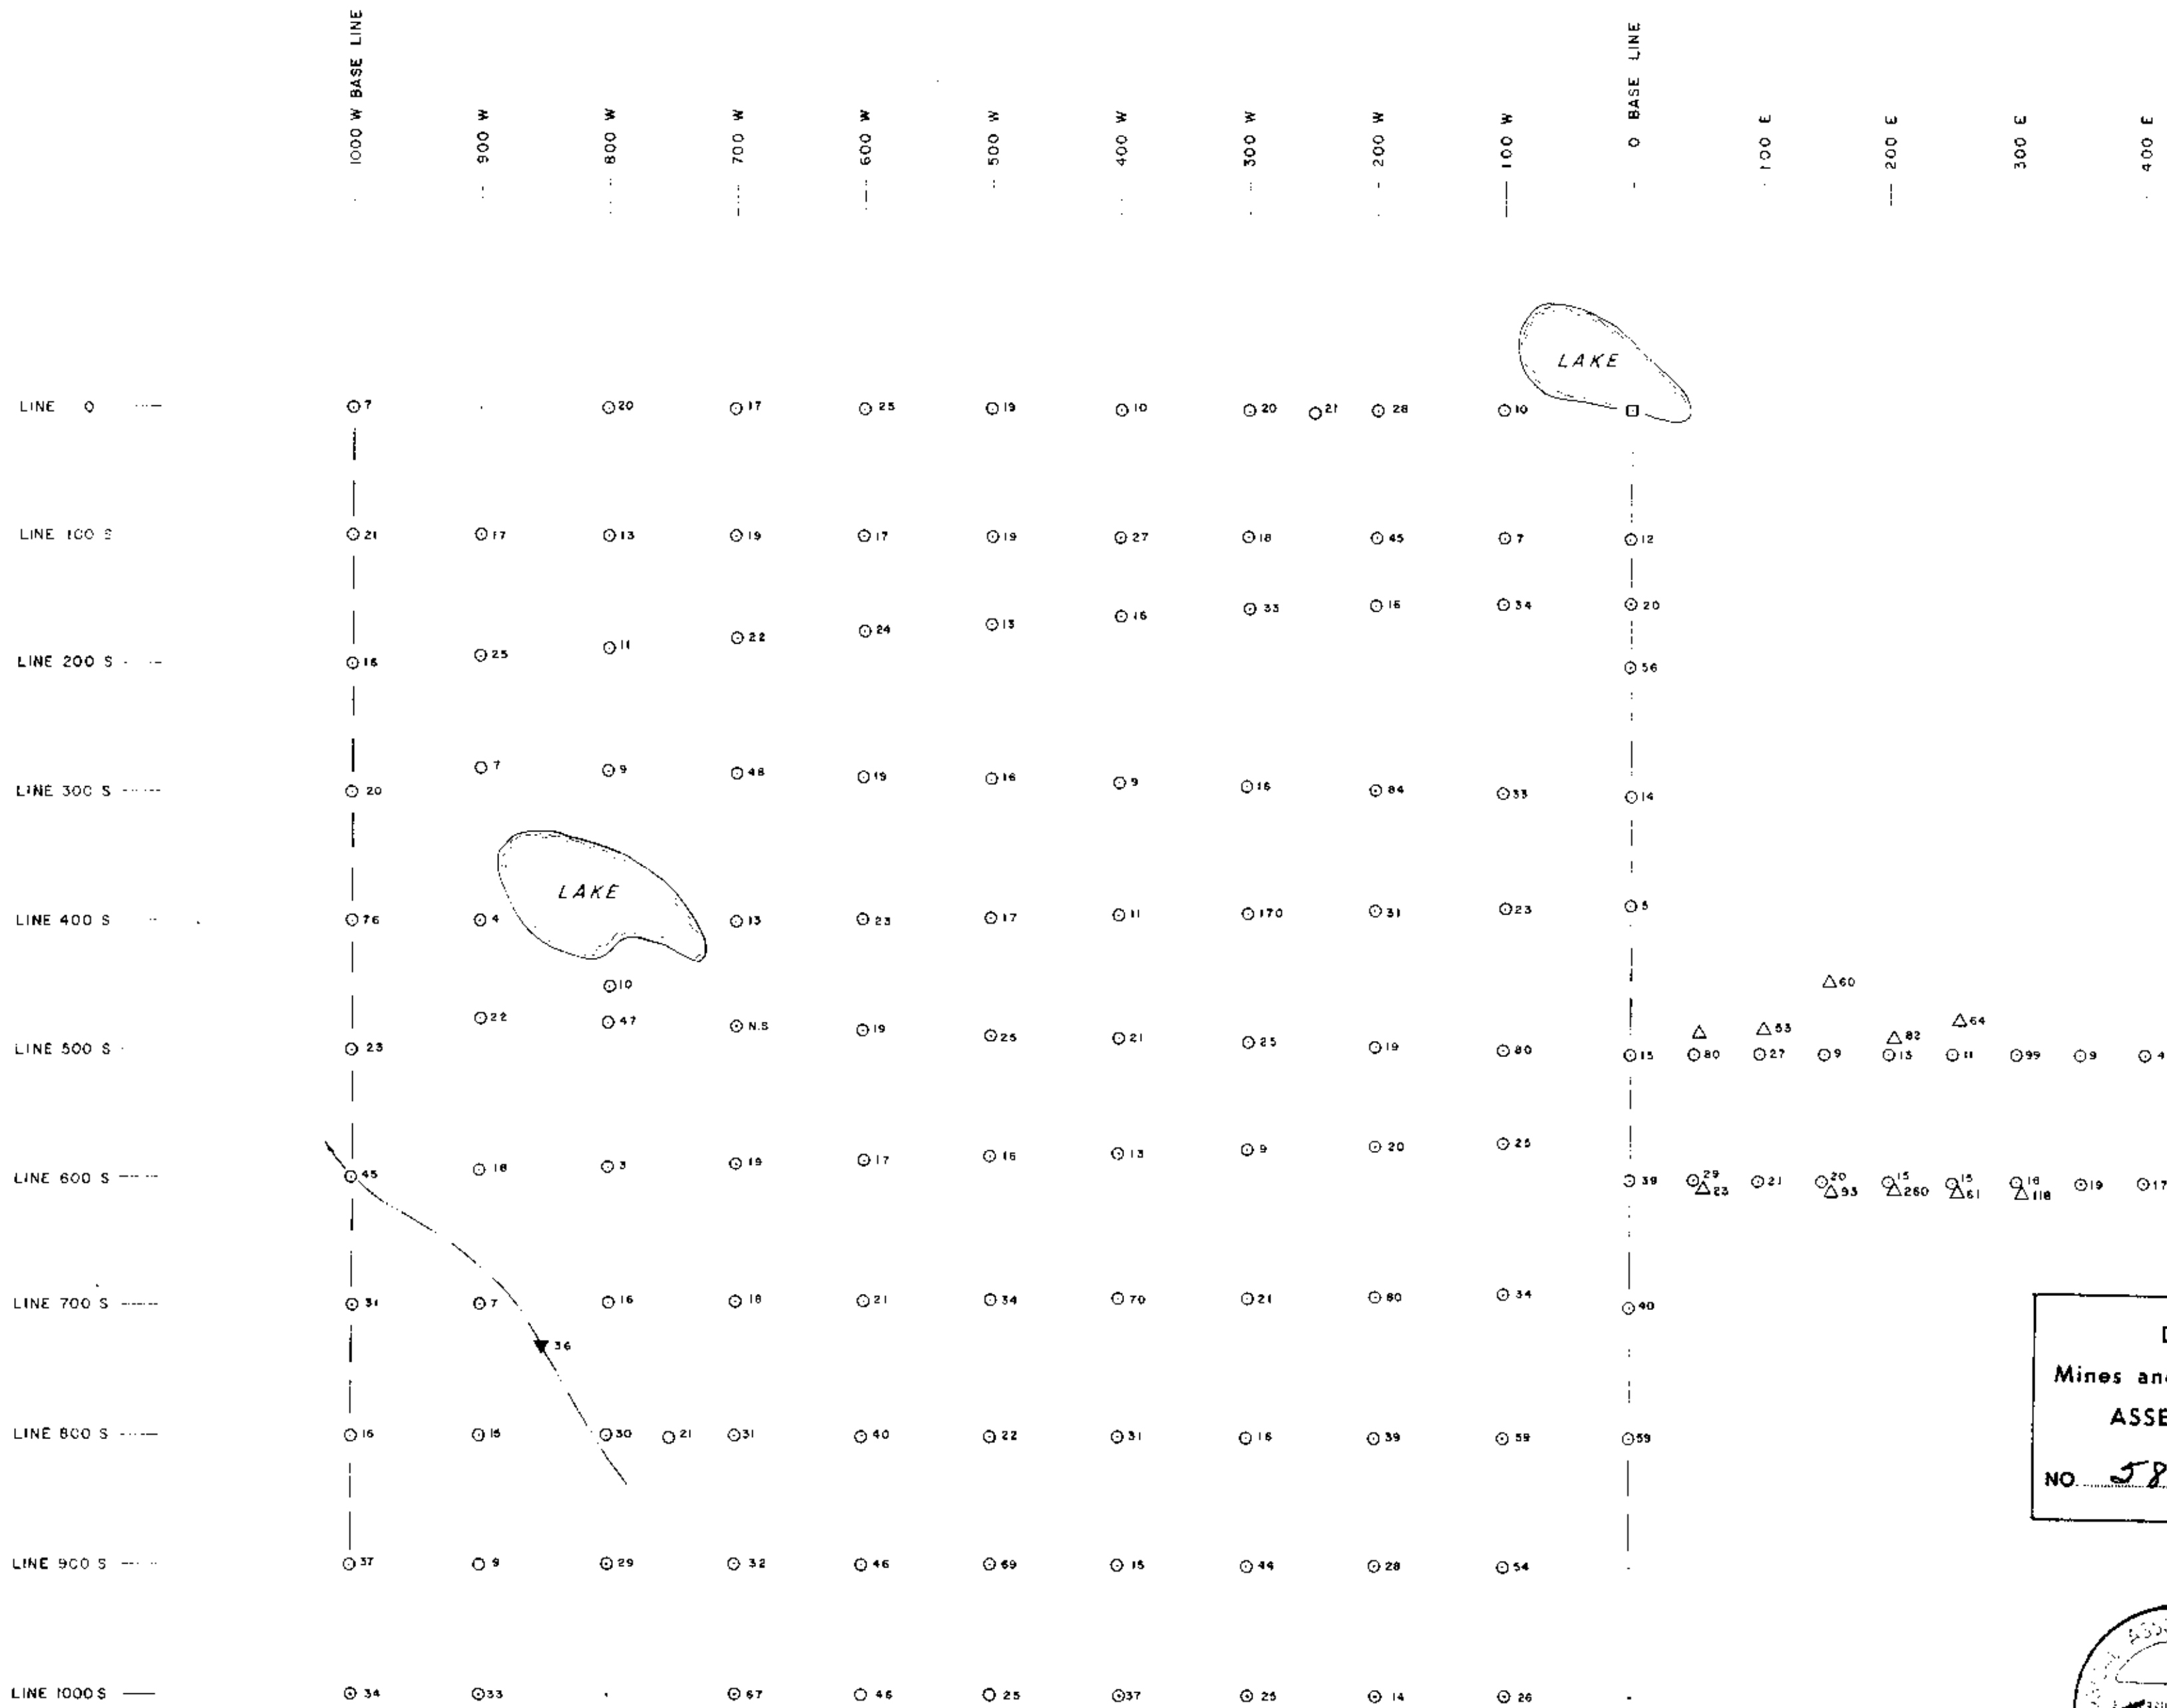 1000 W BASE LINE
900 W
800 W
700 W
600 W
500 W
400 W
300 W
200 W
100 W
0 BASE LINE
100 E
200 E
300 E
400 E
LAKE
LINE 0 7 20 17 25 19 10 20 21 28 10
LINE 100 S 21 17 13 19 17 19 27 18 45 7 12
25 11 22 24 13 16 33 16 34 20
LINE 200 S 16 56
7 9 48 19 16 9 16 84 33
LINE 300 S 20 14
LAKE
LINE 400 S 76 4 13 23 17 11 170 31 23 5
10 60
22 47 N.S 19 25 21 25 19 80
53 82 64
LINE 500 S 23 15 80 27 9 13 11 99 9 4
LINE 600 S 45 18 3 19 17 16 13 9 20 25
39 29 21 20 15 15 16 19 17
23 93 260 61 118
LINE 700 S 31 7 16 18 21 34 70 21 80 34 40
36
Mines and
ASSE
NO 58
LINE 800 S 16 15 30 21 31 40 22 31 16 39 59 59
LINE 900 S 37 9 29 32 46 69 15 44 28 54
LINE 1000 S 34 33 67 46 25 37 25 14 26